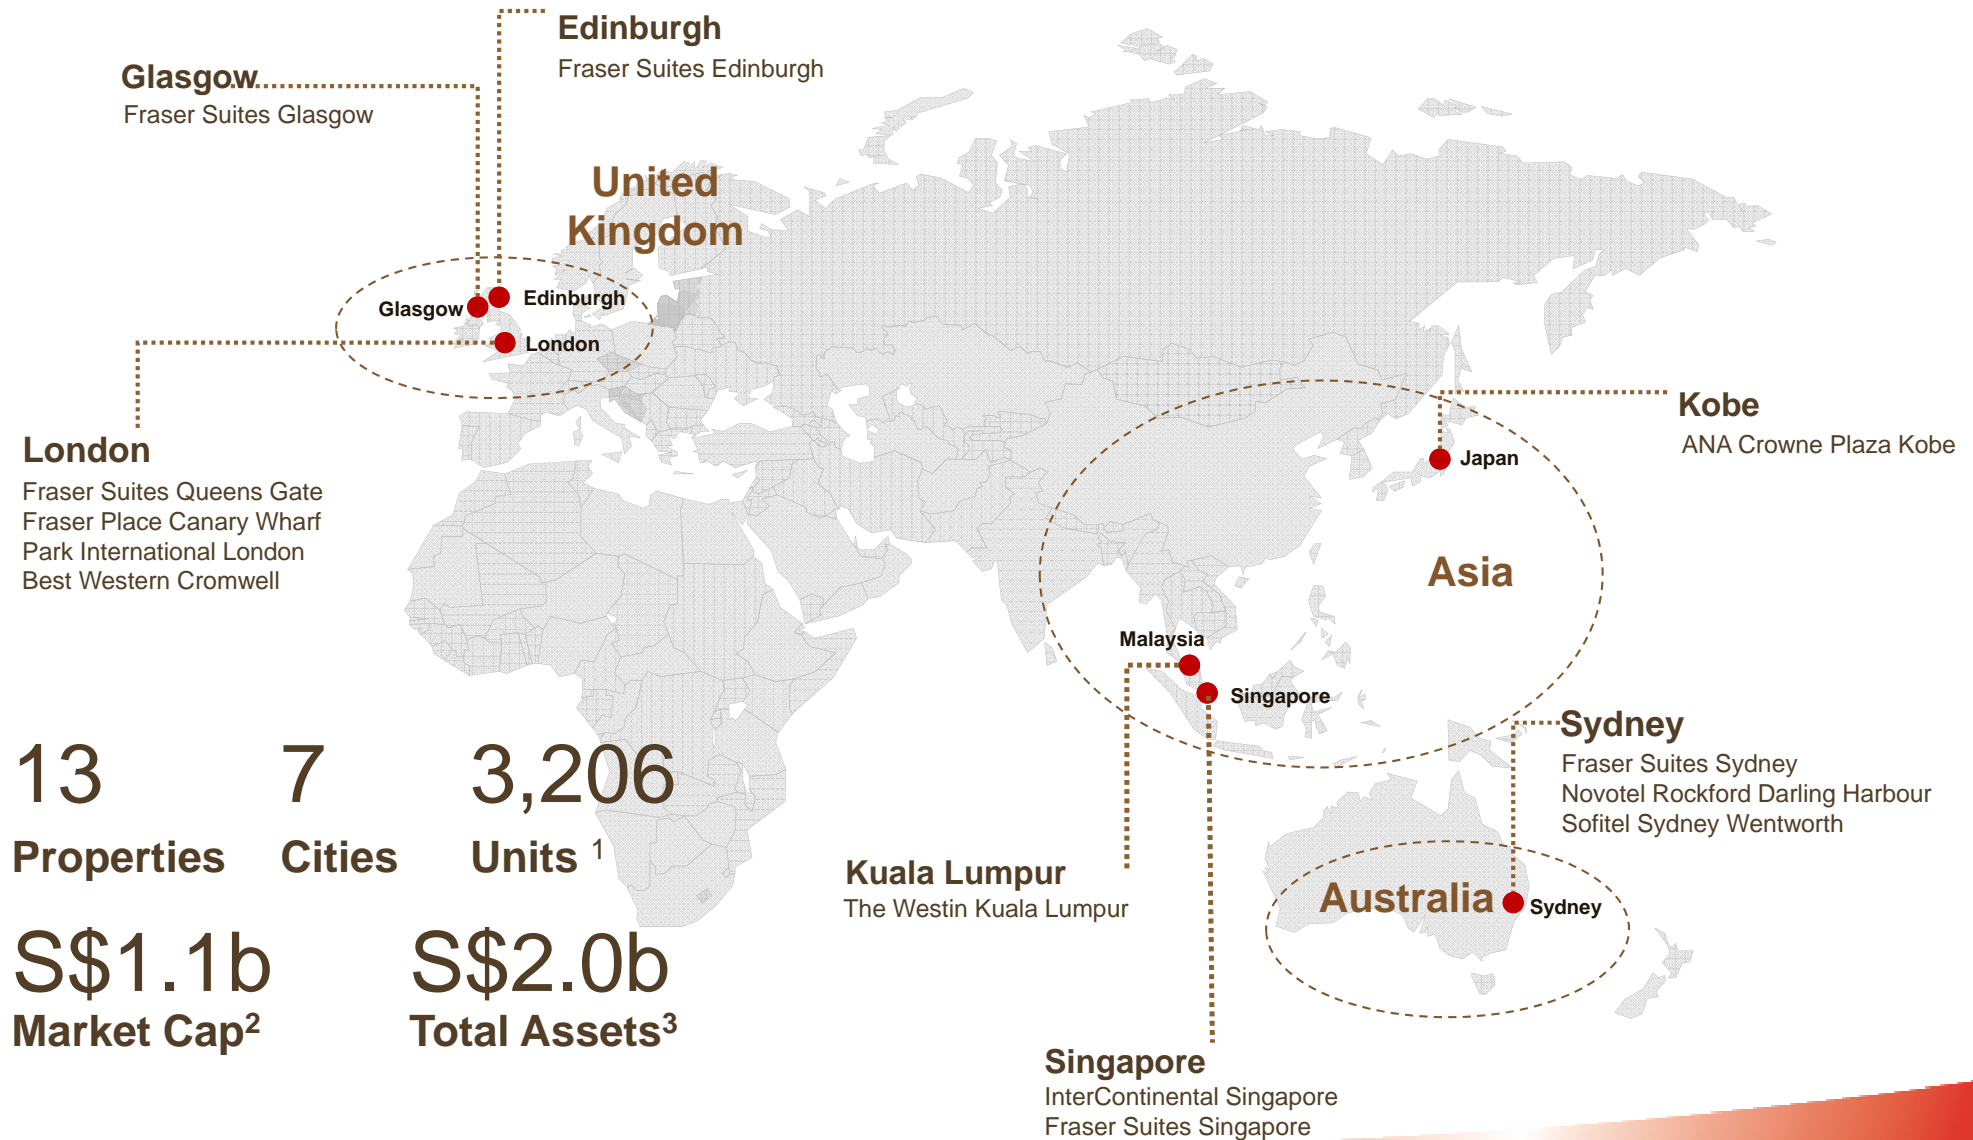 Edinburgh
Fraser Suites Edinburgh
Glasgow
Fraser Suites Glasgow
United
Kingdom
Glasgow
Edinburgh
London
London
Fraser Suites Queens Gate
Fraser Place Canary Wharf
Park International London
Best Western Cromwell
Kobe
ANA Crowne Plaza Kobe
Japan
Asia
Malaysia
Singapore
Sydney
Fraser Suites Sydney
Novotel Rockford Darling Harbour
Sofitel Sydney Wentworth
13
Properties
7
Cities
3,206
Units 1
Kuala Lumpur
The Westin Kuala Lumpur
Australia
Sydney
S$1.1b
Market Cap2
S$2.0b
Total Assets3
Singapore
InterContinental Singapore
Fraser Suites Singapore